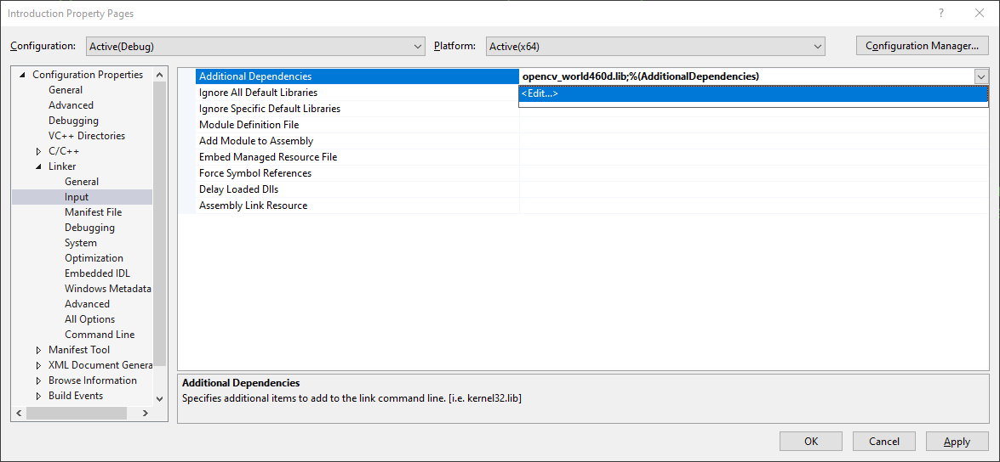 Introduction Property Pages
?
Configuration: Active(Debug) Platform: Active(x64) Configuration Manager...
Configuration Properties
General
Advanced
Debugging
VC++ Directories
C/C++
Linker
General
Input
Manifest File
Debugging
System
Optimization
Embedded IDL
Windows Metadata
Advanced
All Options
Command Line
Manifest Tool
XML Document Genera
Browse Information
Build Events
Additional Dependencies opencv_world460d.lib;%(AdditionalDependencies)
<Edit...>
Ignore All Default Libraries
Ignore Specific Default Libraries
Module Definition File
Add Module to Assembly
Embed Managed Resource File
Force Symbol References
Delay Loaded Dlls
Assembly Link Resource
Additional Dependencies
Specifies additional items to add to the link command line. [i.e. kernel32.lib]
OK Cancel Apply